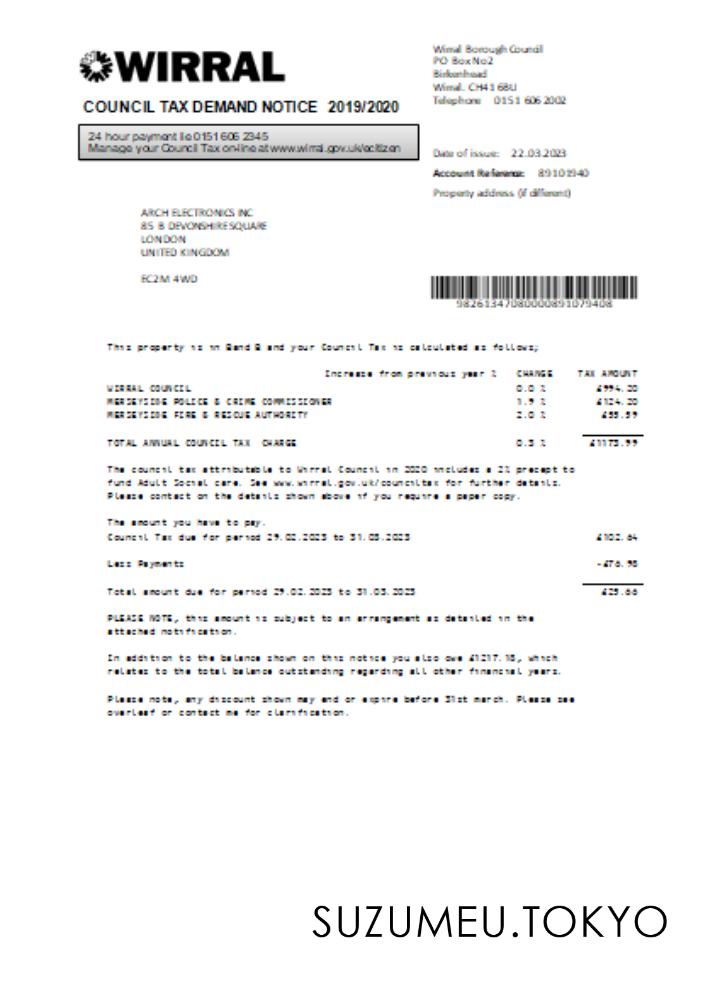 WIRRAL
COUNCIL TAX DEMAND NOTICE 2019/2020
24 hour payment lie 0151 606 2345
Manage your Council Tax on-line at www.wirral.gov.uk/ecitizen
Wirral Borough Council
PO Box No2
Birkenhead
Wirral. CH41 6BU
Telephone 0151 606 2002
Date of issue: 22.03.2023
Account Reference: 89101940
Property address (if different)
ARCH ELECTRONICS INC
85 B DEVONSHIRE SQUARE
LONDON
UNITED KINGDOM
EC2M 4WD
98261347080000891079408
This property is in Band B and your Council Tax is calculated as follows;
Increase from previous year % CHANGE TAX AMOUNT
WIRRAL COUNCIL 0.0 % £994.20
MERSEYSIDE POLICE & CRIME COMMISSIONER 1.9 % £124.20
MERSEYSIDE FIRE & RESCUE AUTHORITY 2.0 %
TOTAL ANNUAL COUNCIL TAX CHARGE 0.3 % £1173.99
The council tax attributable to Wirral Council in 2020 includes a 2% precept to
fund Adult Social care. See www.wirral.gov.uk/counciltax for further details.
Please contact on the details shown above if you require a paper copy.
The amount you have to pay.
Council Tax due for period 29.02.2023 to 31.03.2023 £102.64
Less Payments -£76.98
Total amount due for period 29.02.2023 to 31.03.2023 £25.66
PLEASE NOTE, this amount is subject to an arrangement as detailed in the
attached notification.
In addition to the balance shown on this notice you also owe £1217.18, which
relates to the total balance outstanding regarding all other financial years.
Please note, any discount shown may end or expire before 31st march. Please see
overleaf or contact me for clarification.
SUZUMEU.TOKYO